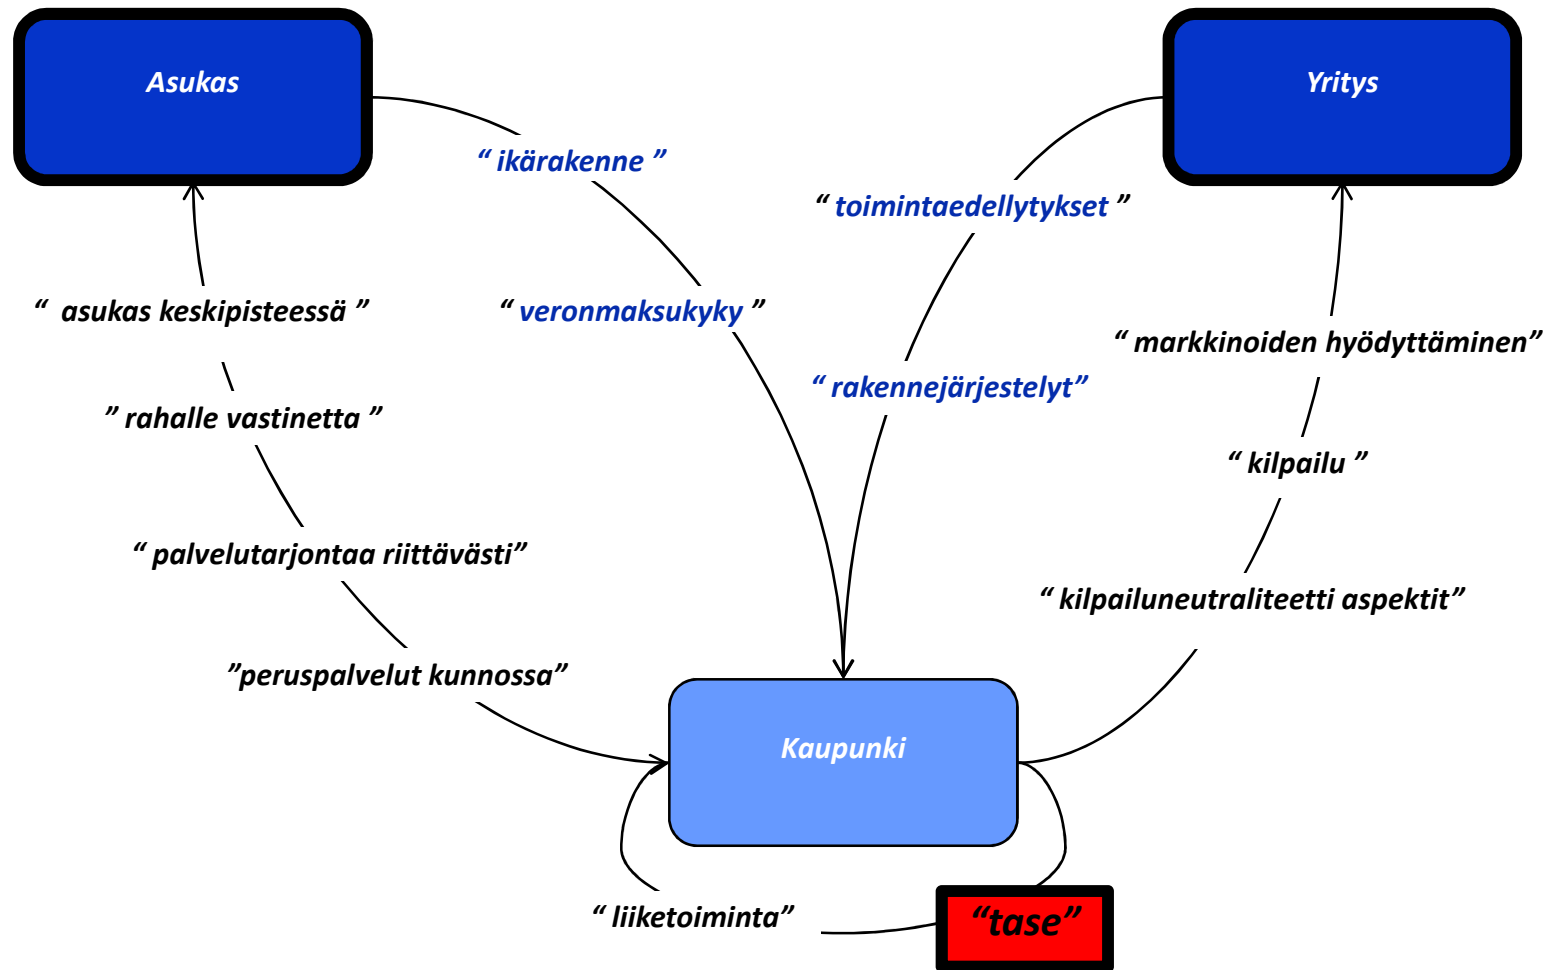 Asukas
Yritys
“ ikärakenne ”
“ toimintaedellytykset ”
“ asukas keskipisteessä ”
“ veronmaksukyky ”
“ markkinoiden hyödyttäminen”
“ rakennejärjestelyt”
” rahalle vastinetta ”
“ kilpailu ”
“ palvelutarjontaa riittävästi”
“ kilpailuneutraliteetti aspektit”
”peruspalvelut kunnossa”
Kaupunki
“ liiketoiminta”
“tase”